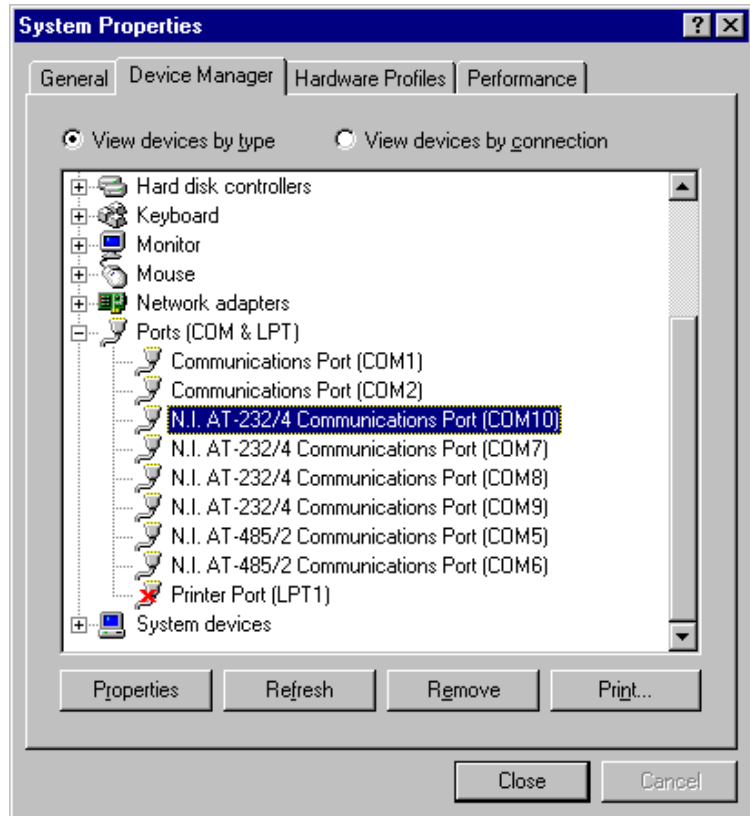 System Properties
General Device Manager Hardware Profiles Performance
View devices by type View devices by connection
Hard disk controllers
Keyboard
Monitor
Mouse
Network adapters
Ports (COM & LPT)
Communications Port (COM1)
Communications Port (COM2)
N.I. AT-232/4 Communications Port (COM10)
N.I. AT-232/4 Communications Port (COM7)
N.I. AT-232/4 Communications Port (COM8)
N.I. AT-232/4 Communications Port (COM9)
N.I. AT-485/2 Communications Port (COM5)
N.I. AT-485/2 Communications Port (COM6)
Printer Port (LPT1)
System devices
Properties Refresh Remove Print...
Close Cancel